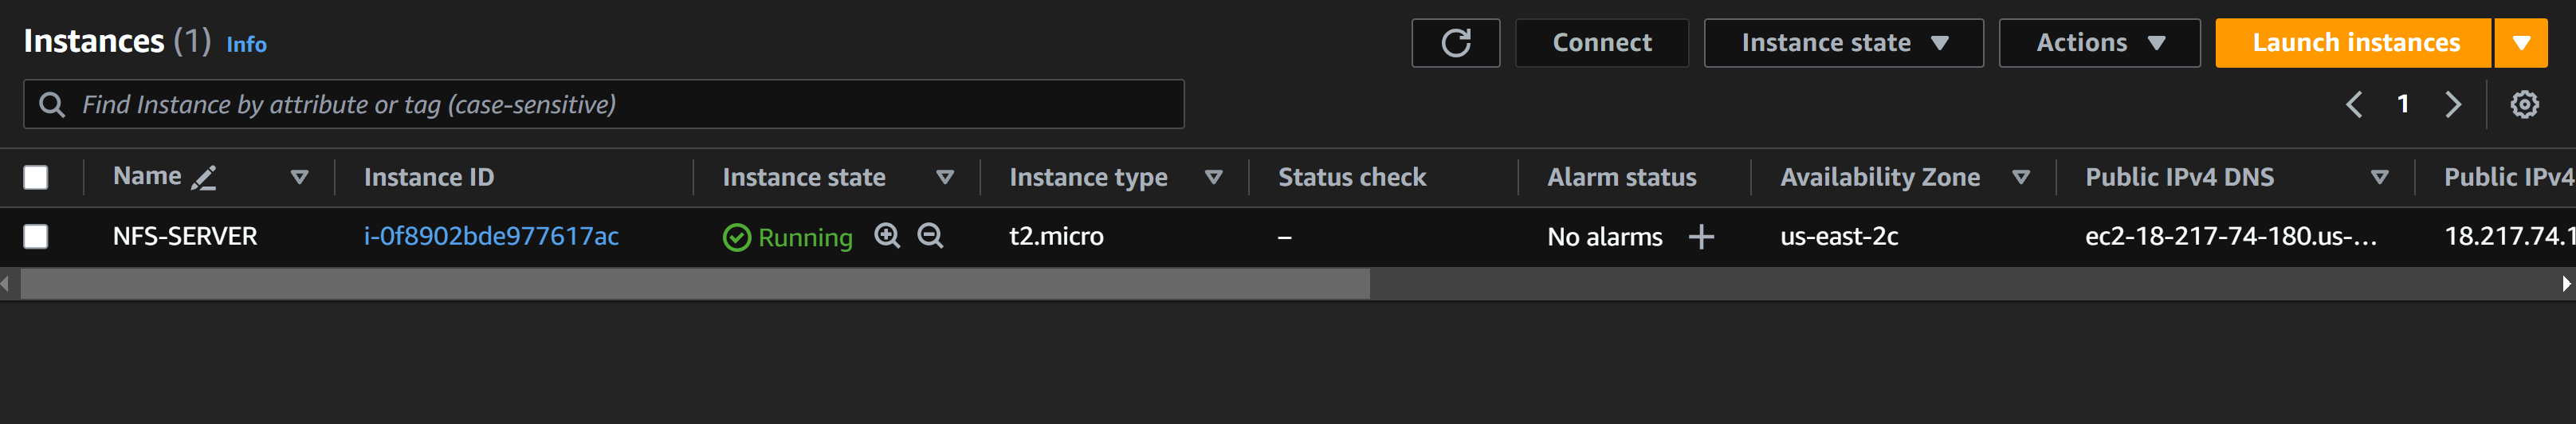 Instances (1) Info
Connect Instance state Actions Launch instances
Find Instance by attribute or tag (case-sensitive)
1
Name Instance ID Instance state Instance type Status check Alarm status Availability Zone Public IPv4 DNS Public IPv4
NFS-SERVER i-0f8902bde977617ac Running t2.micro – No alarms us-east-2c ec2-18-217-74-180.us-... 18.217.74.1